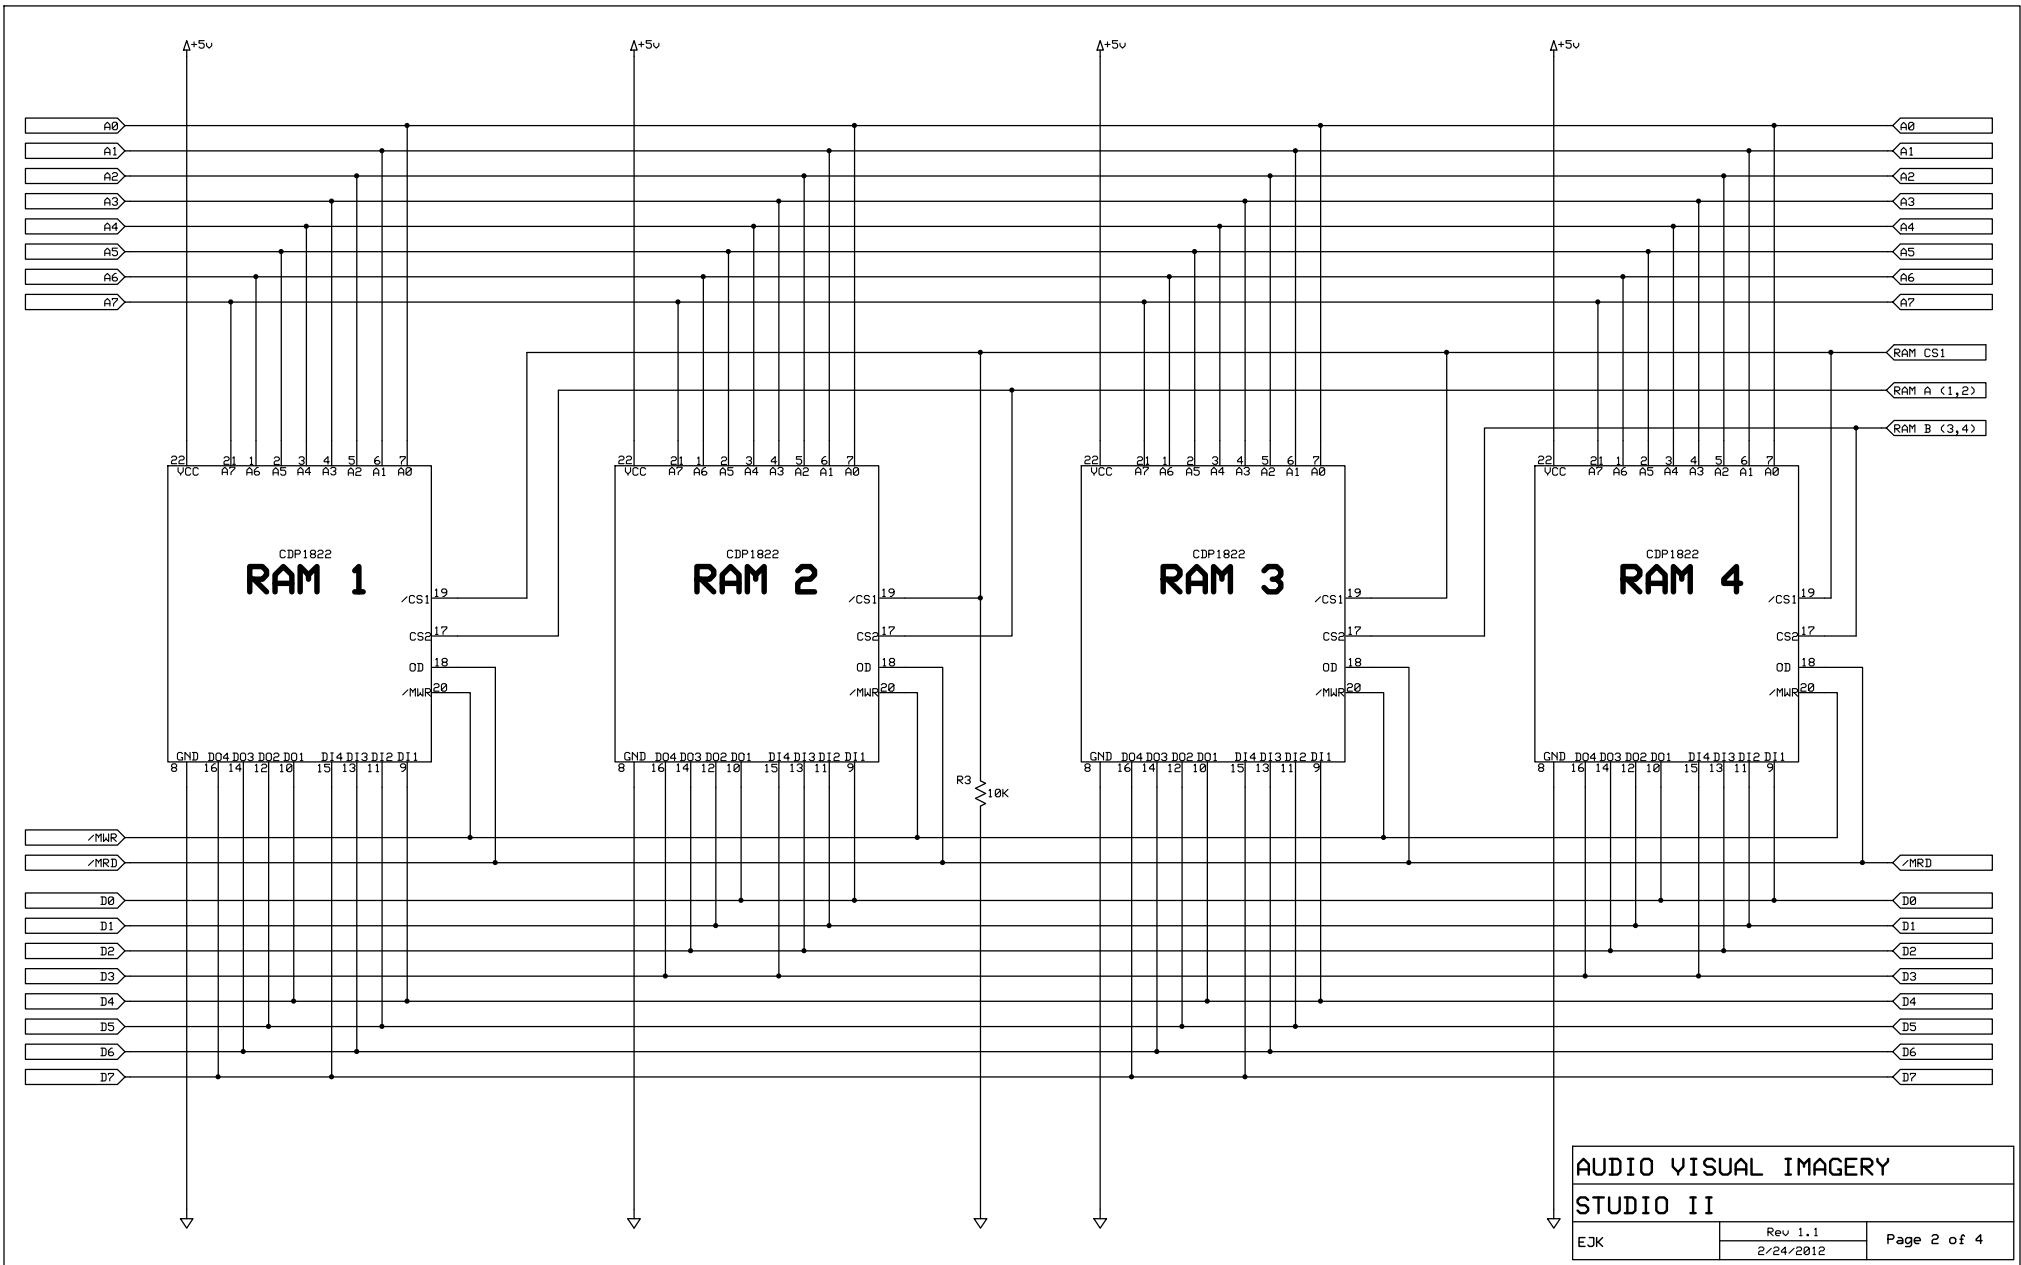 +5v +5v +5v +5v
A0 A0
A1 A1
A2 A2
A3 A3
A4 A4
A5 A5
A6 A6
A7 A7
RAM CS1
RAM A (1,2)
RAM B (3,4)
22 21 1 2 3 4 5 6 7 22 21 1 2 3 4 5 6 7 22 21 1 2 3 4 5 6 7 22 21 1 2 3 4 5 6 7
VCC A7 A6 A5 A4 A3 A2 A1 A0 VCC A7 A6 A5 A4 A3 A2 A1 A0 VCC A7 A6 A5 A4 A3 A2 A1 A0 VCC A7 A6 A5 A4 A3 A2 A1 A0
CDP1822 CDP1822 CDP1822 CDP1822
RAM 1 RAM 2 RAM 3 RAM 4
/CS1 19 /CS1 19 /CS1 19 /CS1 19
CS2 17 CS2 17 CS2 17 CS2 17
OD 18 OD 18 OD 18 OD 18
/MWR 20 /MWR 20 /MWR 20 /MWR 20
GND DO4 DO3 DO2 DO1 DI4 DI3 DI2 DI1 GND DO4 DO3 DO2 DO1 DI4 DI3 DI2 DI1 GND DO4 DO3 DO2 DO1 DI4 DI3 DI2 DI1 GND DO4 DO3 DO2 DO1 DI4 DI3 DI2 DI1
8 16 14 12 10 15 13 11 9 8 16 14 12 10 15 13 11 9 8 16 14 12 10 15 13 11 9 8 16 14 12 10 15 13 11 9
R3 10K
/MWR
/MRD /MRD
D0 D0
D1 D1
D2 D2
D3 D3
D4 D4
D5 D5
D6 D6
D7 D7
AUDIO VISUAL IMAGERY
STUDIO II
EJK Rev 1.1 Page 2 of 4
2/24/2012